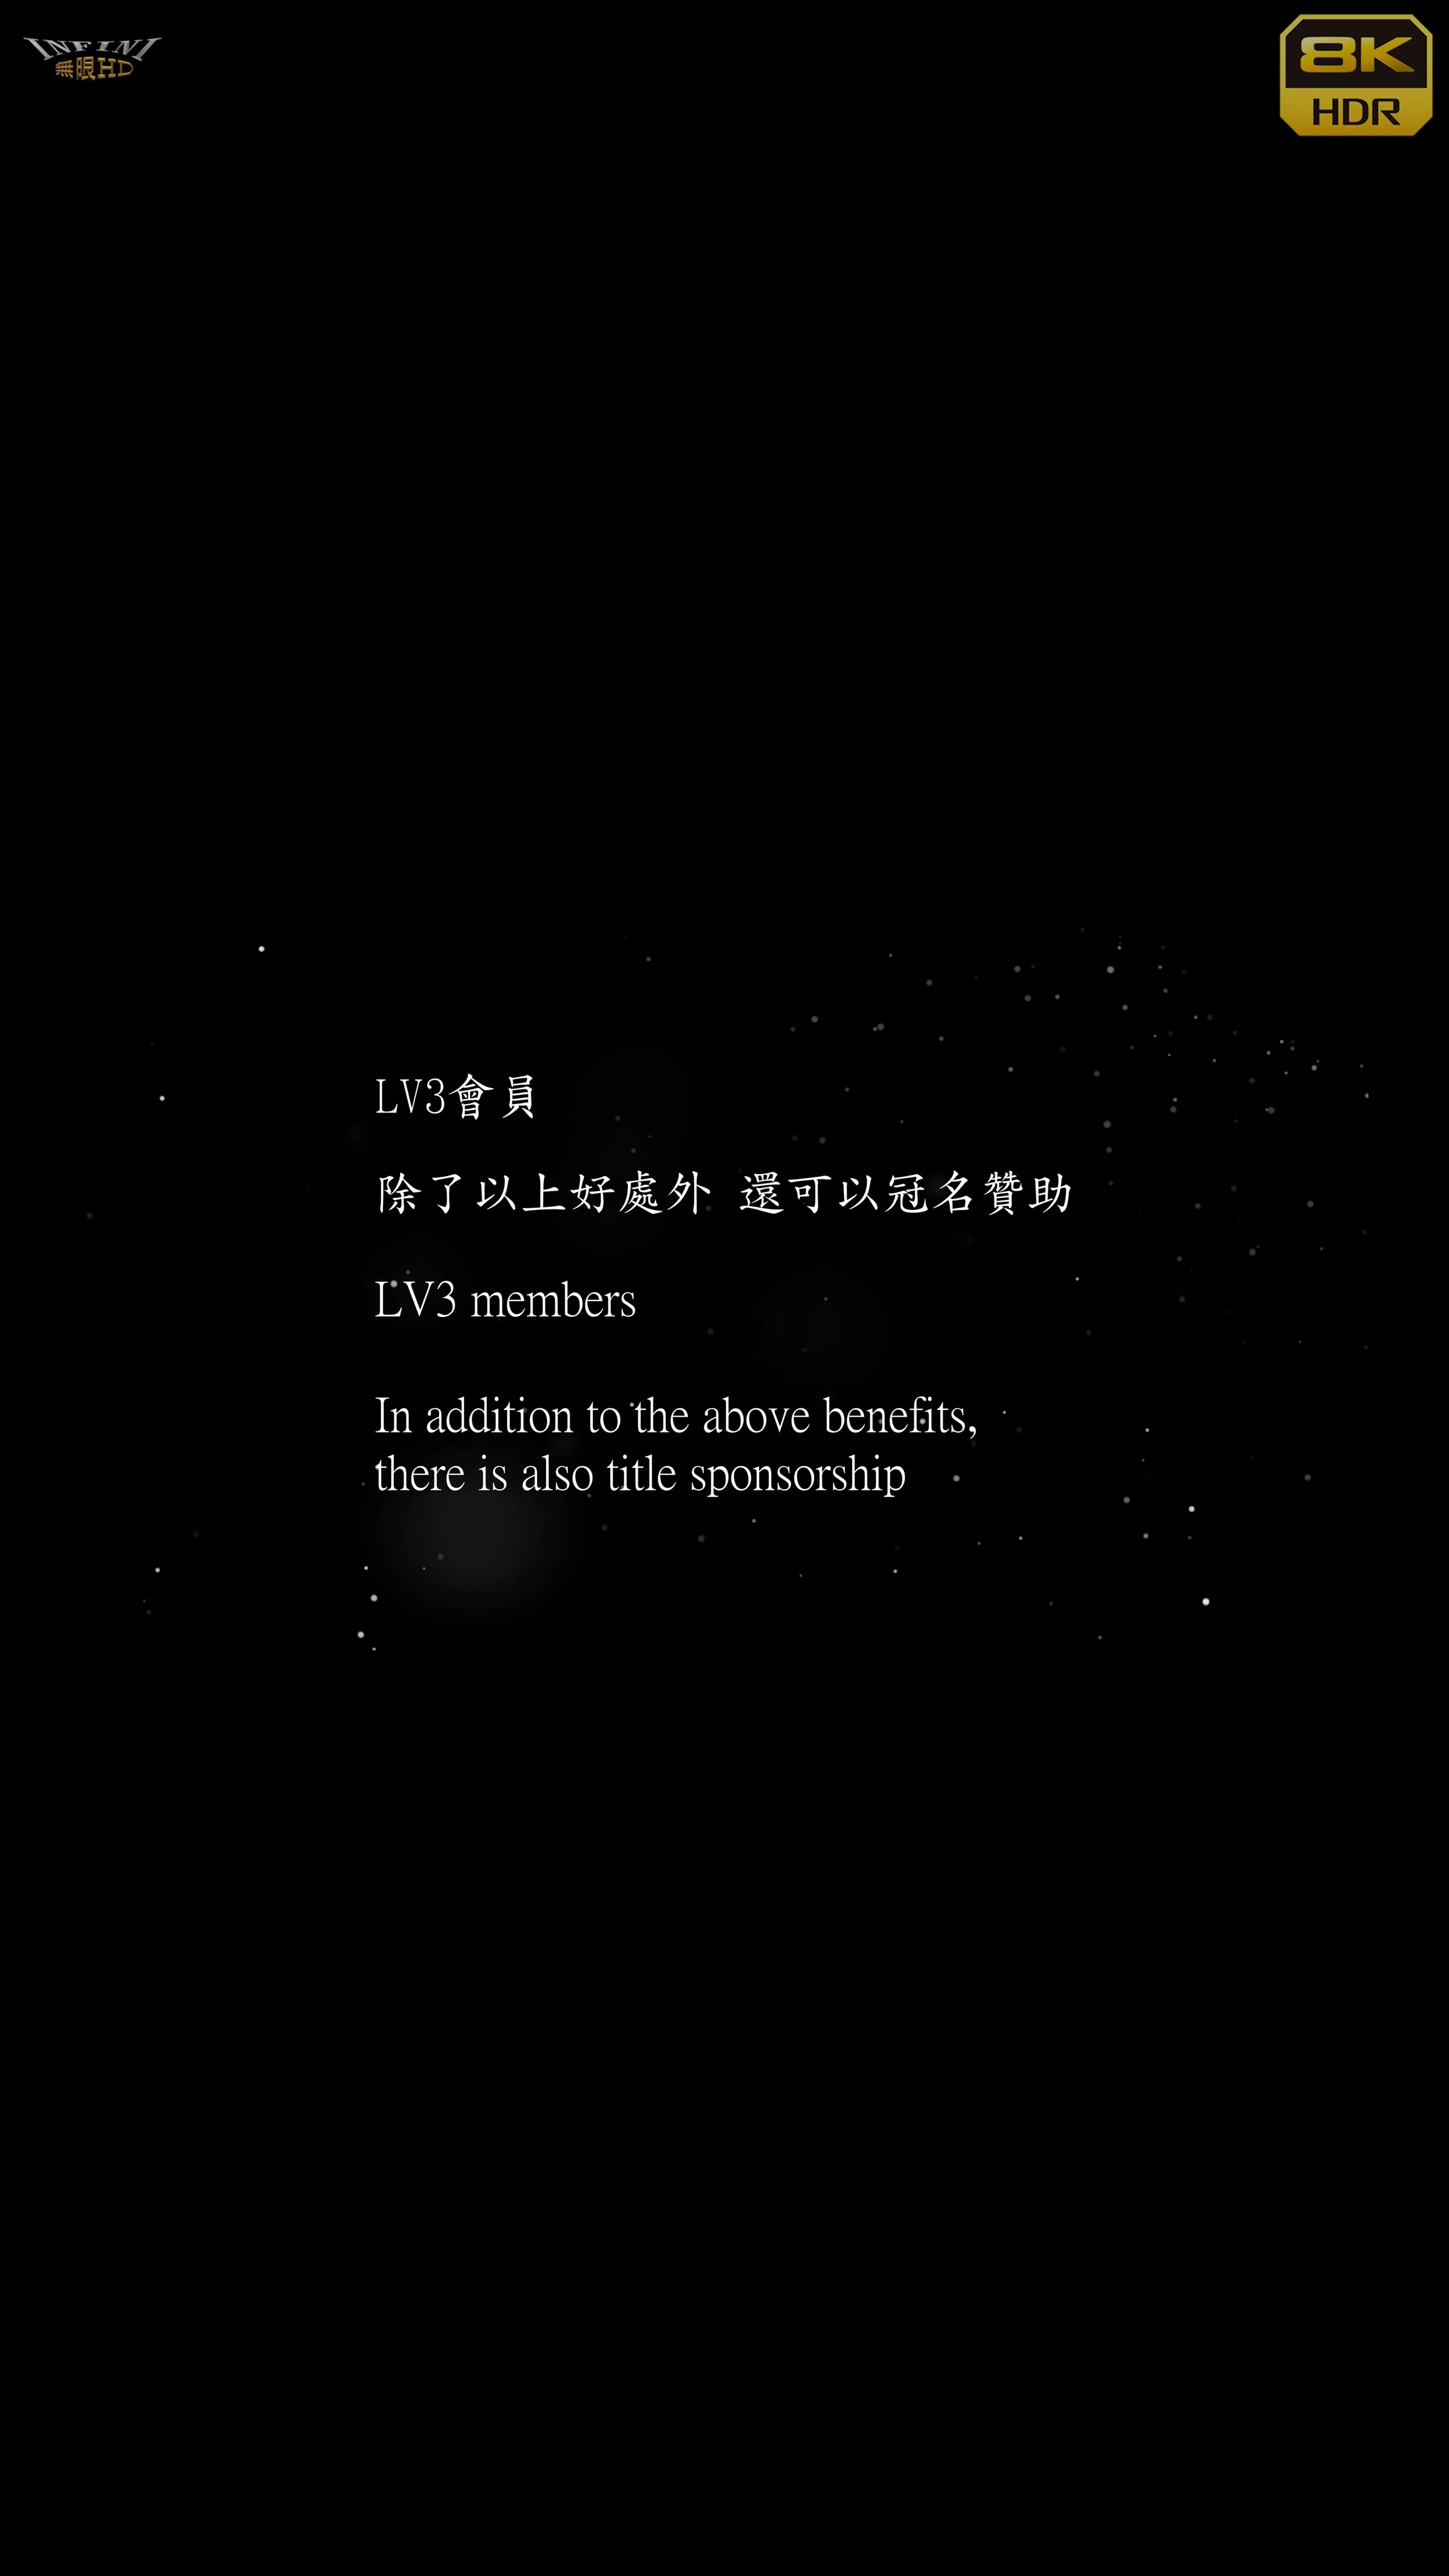 INFINI
無限HD
8K
HDR
LV3會員
除了以上好處外 還可以冠名贊助
LV3 members
In addition to the above benefits,
there is also title sponsorship